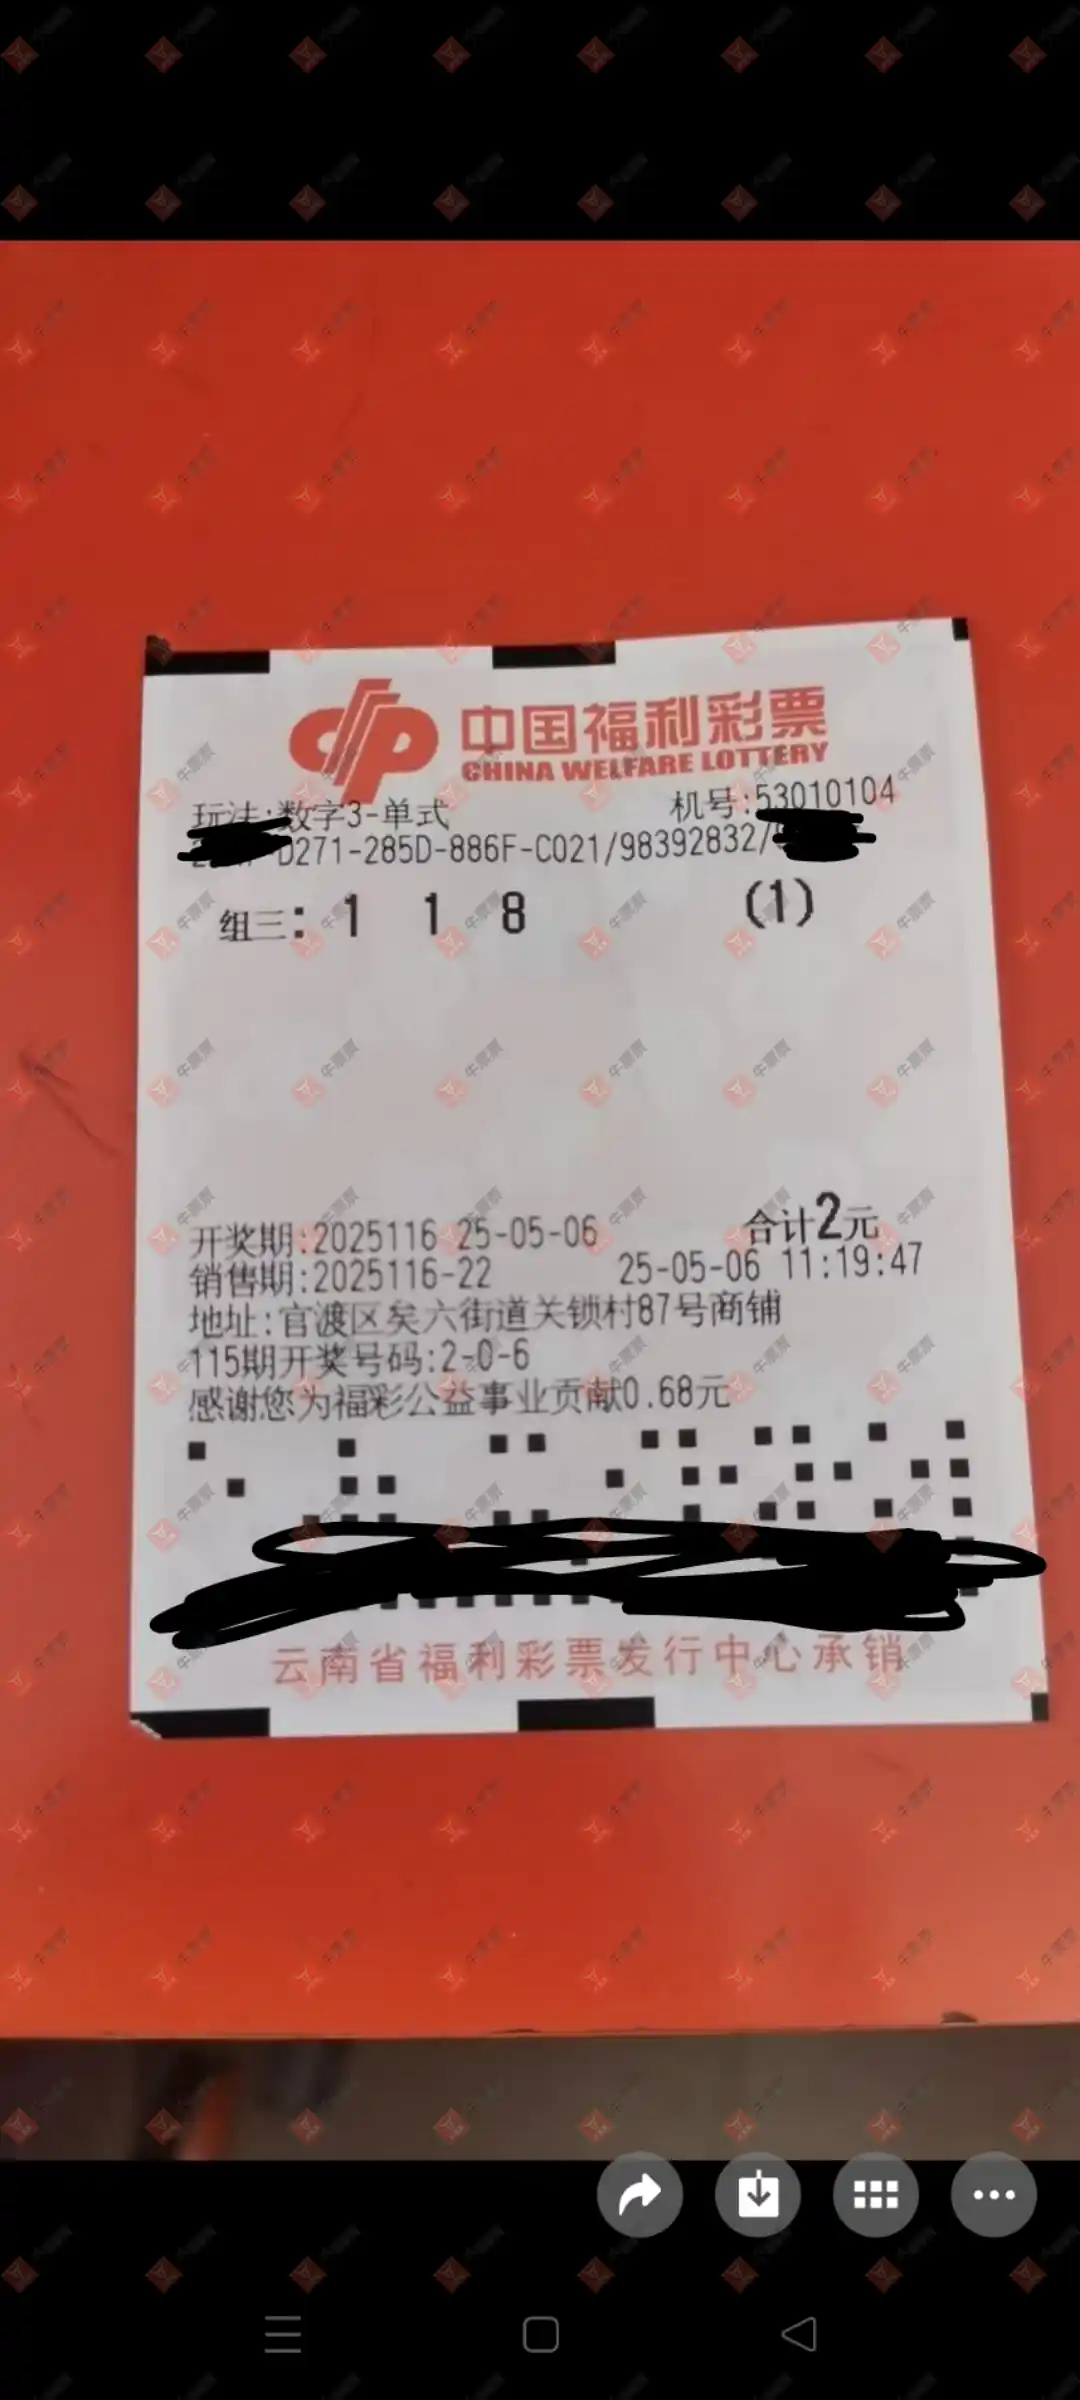 中国福利彩票
CHINA WELFARE LOTTERY
玩法:数字3-单式 机号:53010104
D271-285D-886F-C021/98392832/
组三: 1 1 8 (1)
合计2元
开奖期:2025116 25-05-06
销售期:2025116-22 25-05-06 11:19:47
地址:官渡区矣六街道关锁村87号商铺
115期开奖号码:2-0-6
感谢您为福彩公益事业贡献0.68元
云南省福利彩票发行中心承销
牛票票